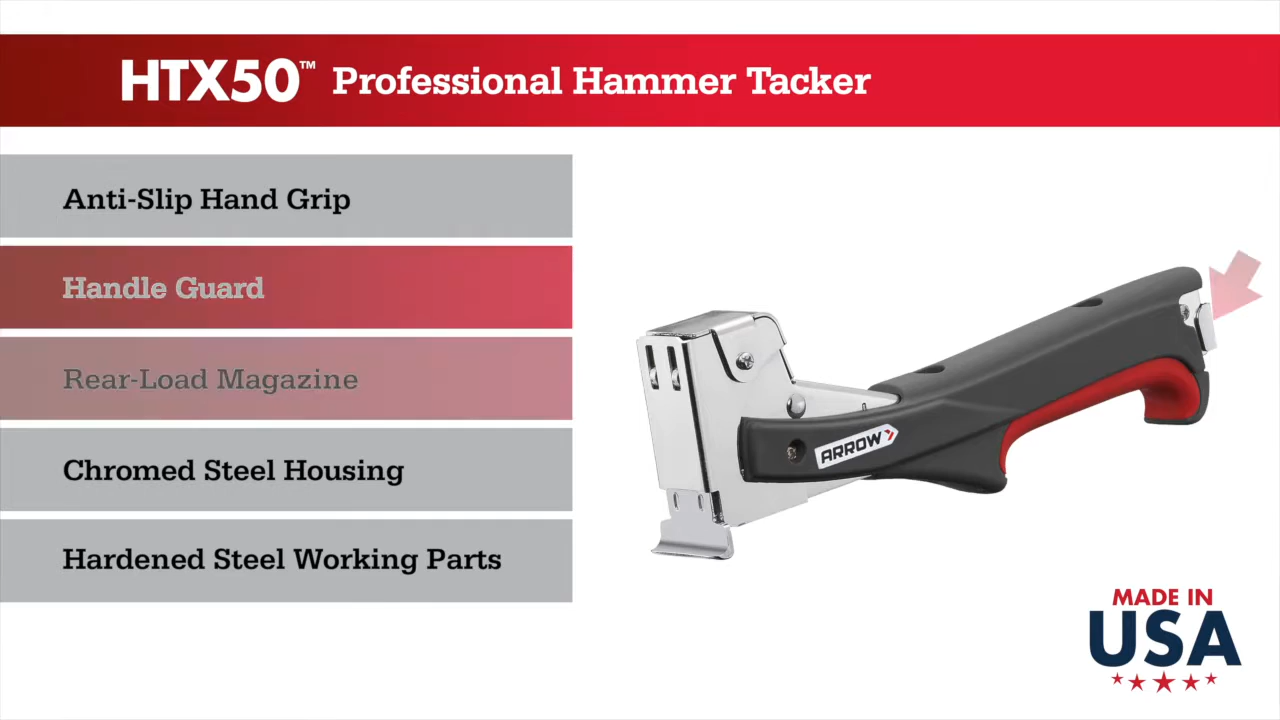 HTX50™ Professional Hammer Tacker
Anti-Slip Hand Grip
Handle Guard
Rear-Load Magazine
Chromed Steel Housing
Hardened Steel Working Parts
ARROW
MADE IN
USA